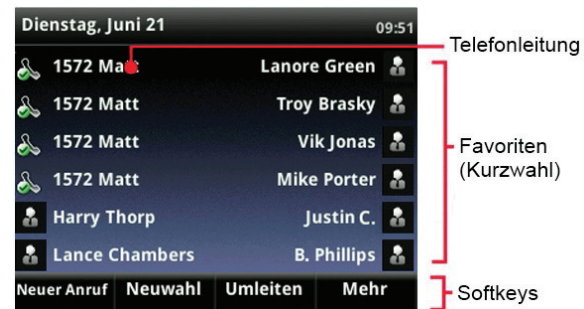 Dienstag, Juni 21 09:51
1572 Matt Lanore Green
1572 Matt Troy Brasky
1572 Matt Vik Jonas
1572 Matt Mike Porter
Harry Thorp Justin C.
Lance Chambers B. Phillips
Neuer Anruf Neuwahl Umleiten Mehr
Telefonleitung
Favoriten
(Kurzwahl)
Softkeys